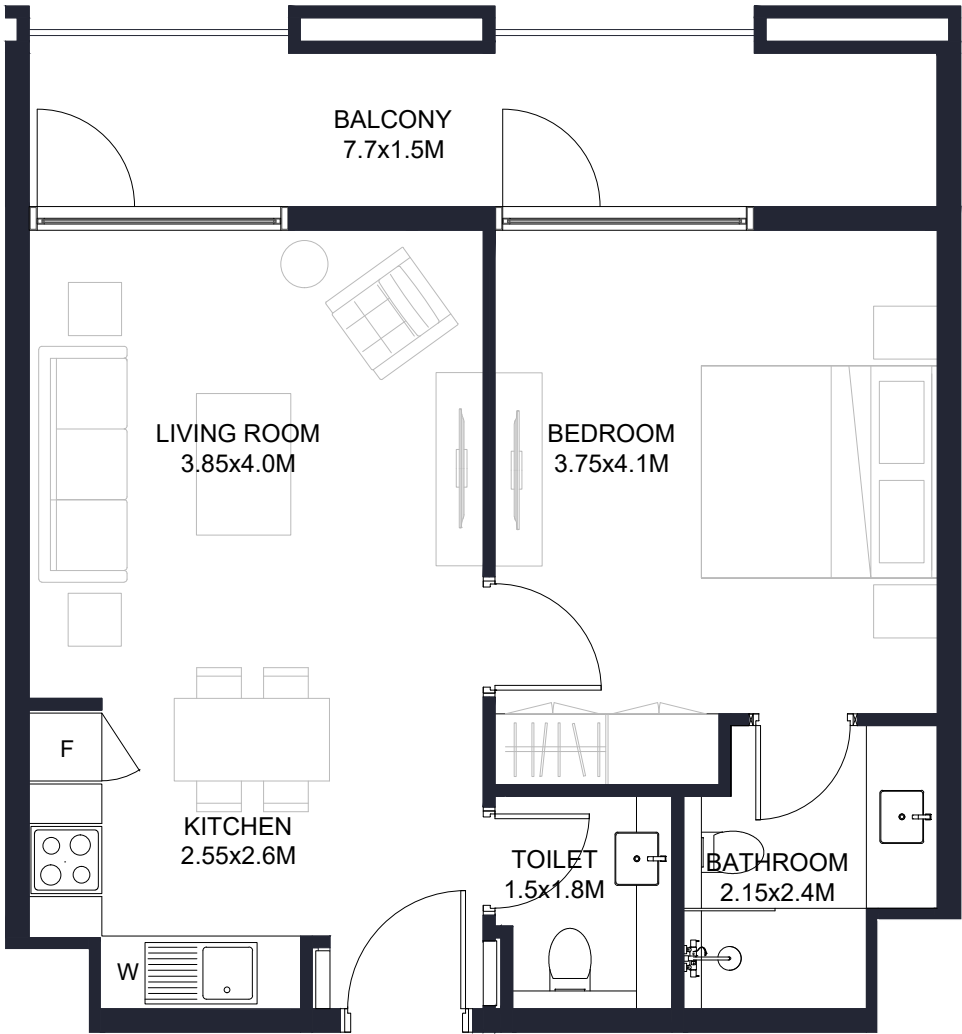 BALCONY
7.7x1.5M
LIVING ROOM
3.85x4.0M
BEDROOM
3.75x4.1M
F
KITCHEN
2.55x2.6M
TOILET
1.5x1.8M
BATHROOM
2.15x2.4M
W